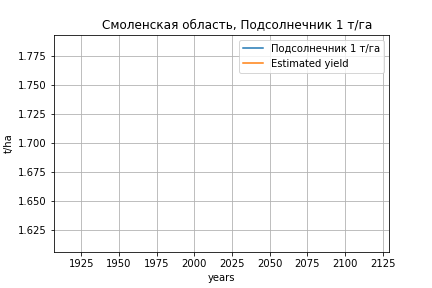 Смоленская область, Подсолнечник 1 т/га
Подсолнечник 1 т/га
Estimated yield
1.775
1.750
1.725
1.700
1.675
1.650
1.625
t/ha
1925 1950 1975 2000 2025 2050 2075 2100 2125
years